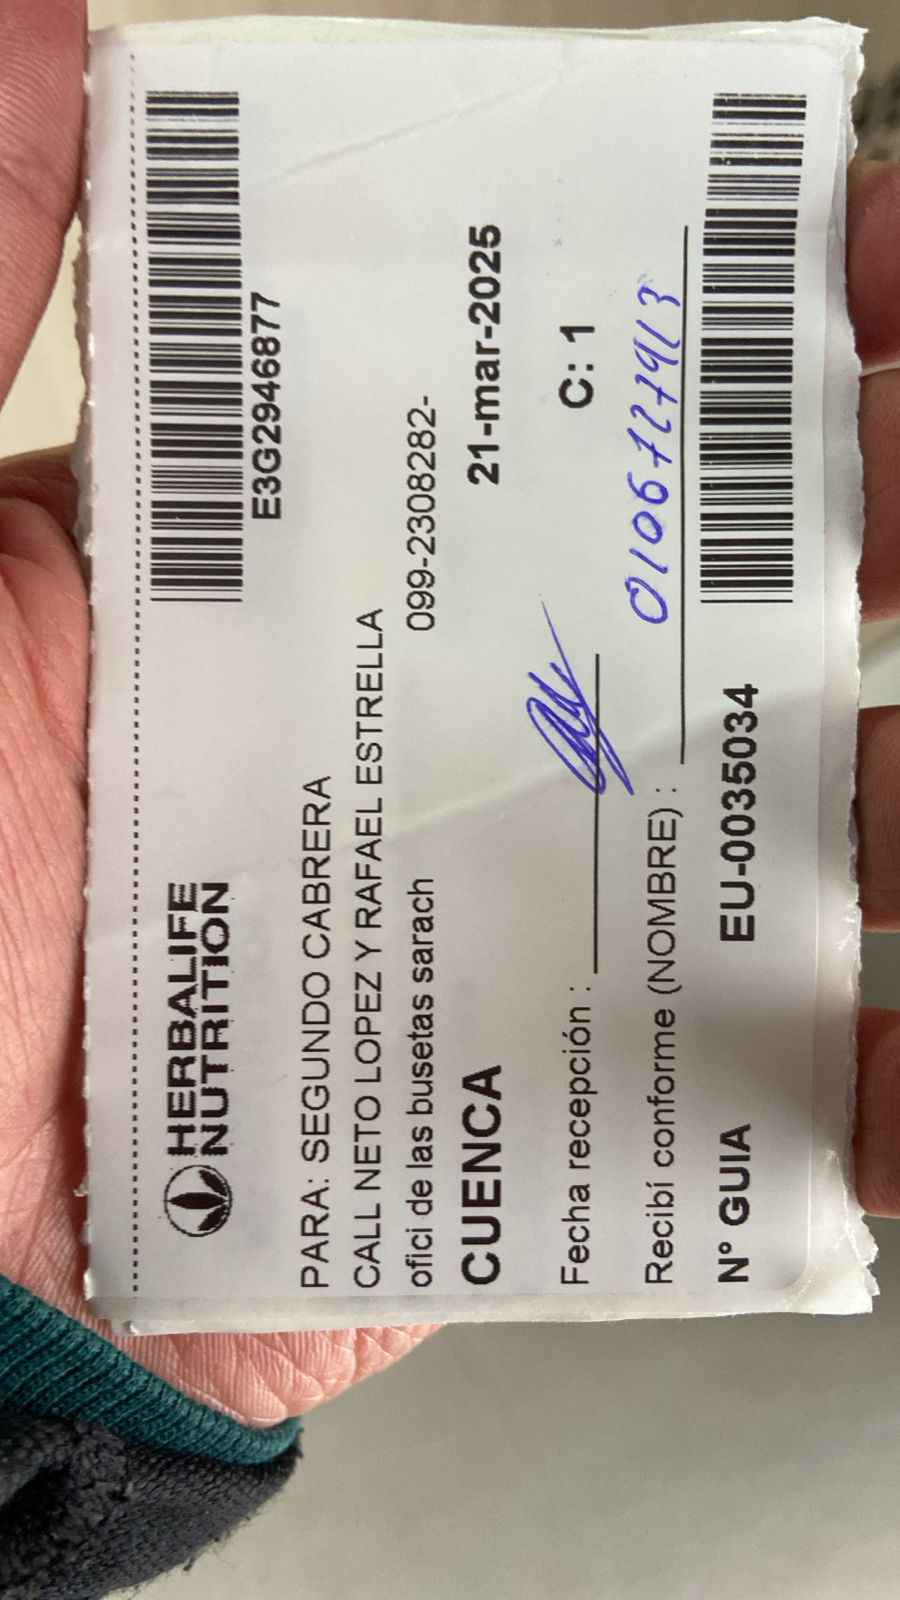 HERBALIFE
NUTRITION
E3G294877
PARA: SEGUNDO CABRERA
CALL NETO LOPEZ Y RAFAEL ESTRELLA
ofici de las busetas sarach 099-2308282-
CUENCA 21-mar-2025
Fecha recepción : C: 1
Recibí conforme (NOMBRE) : 0106727913
N° GUIA EU-0035034